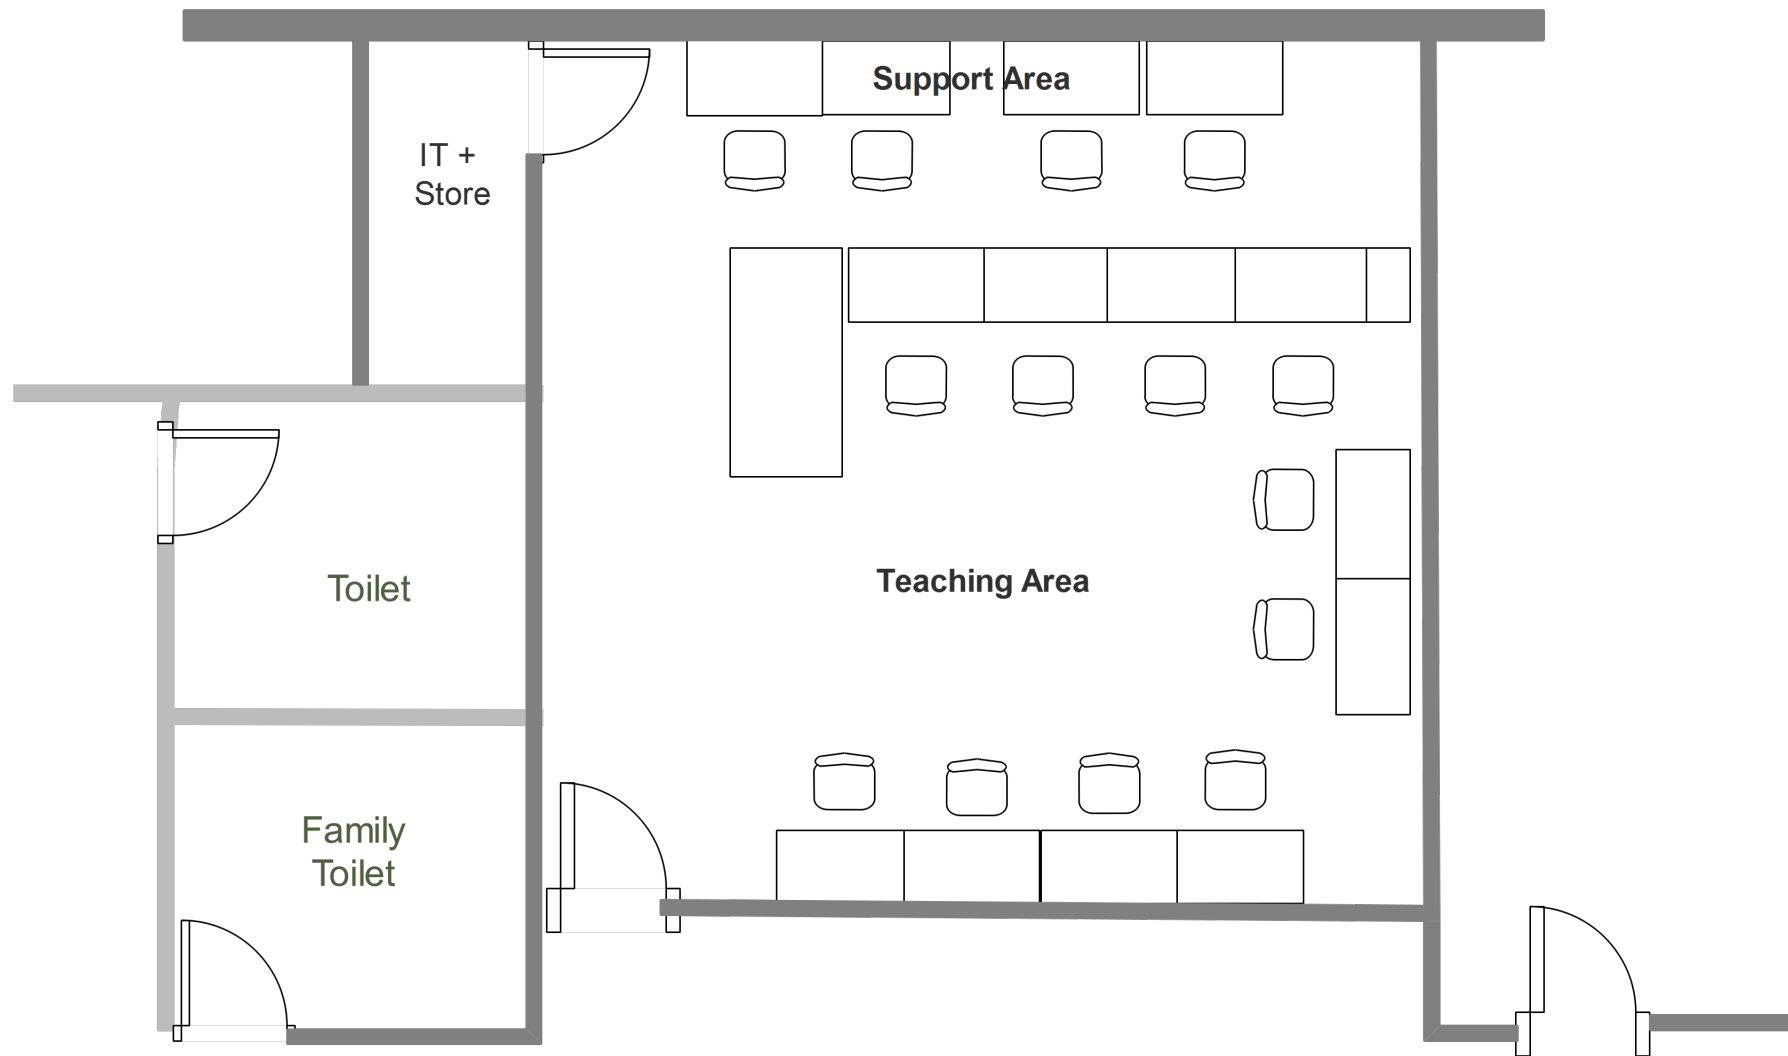 Support Area
IT +
Store
Teaching Area
Toilet
Family
Toilet